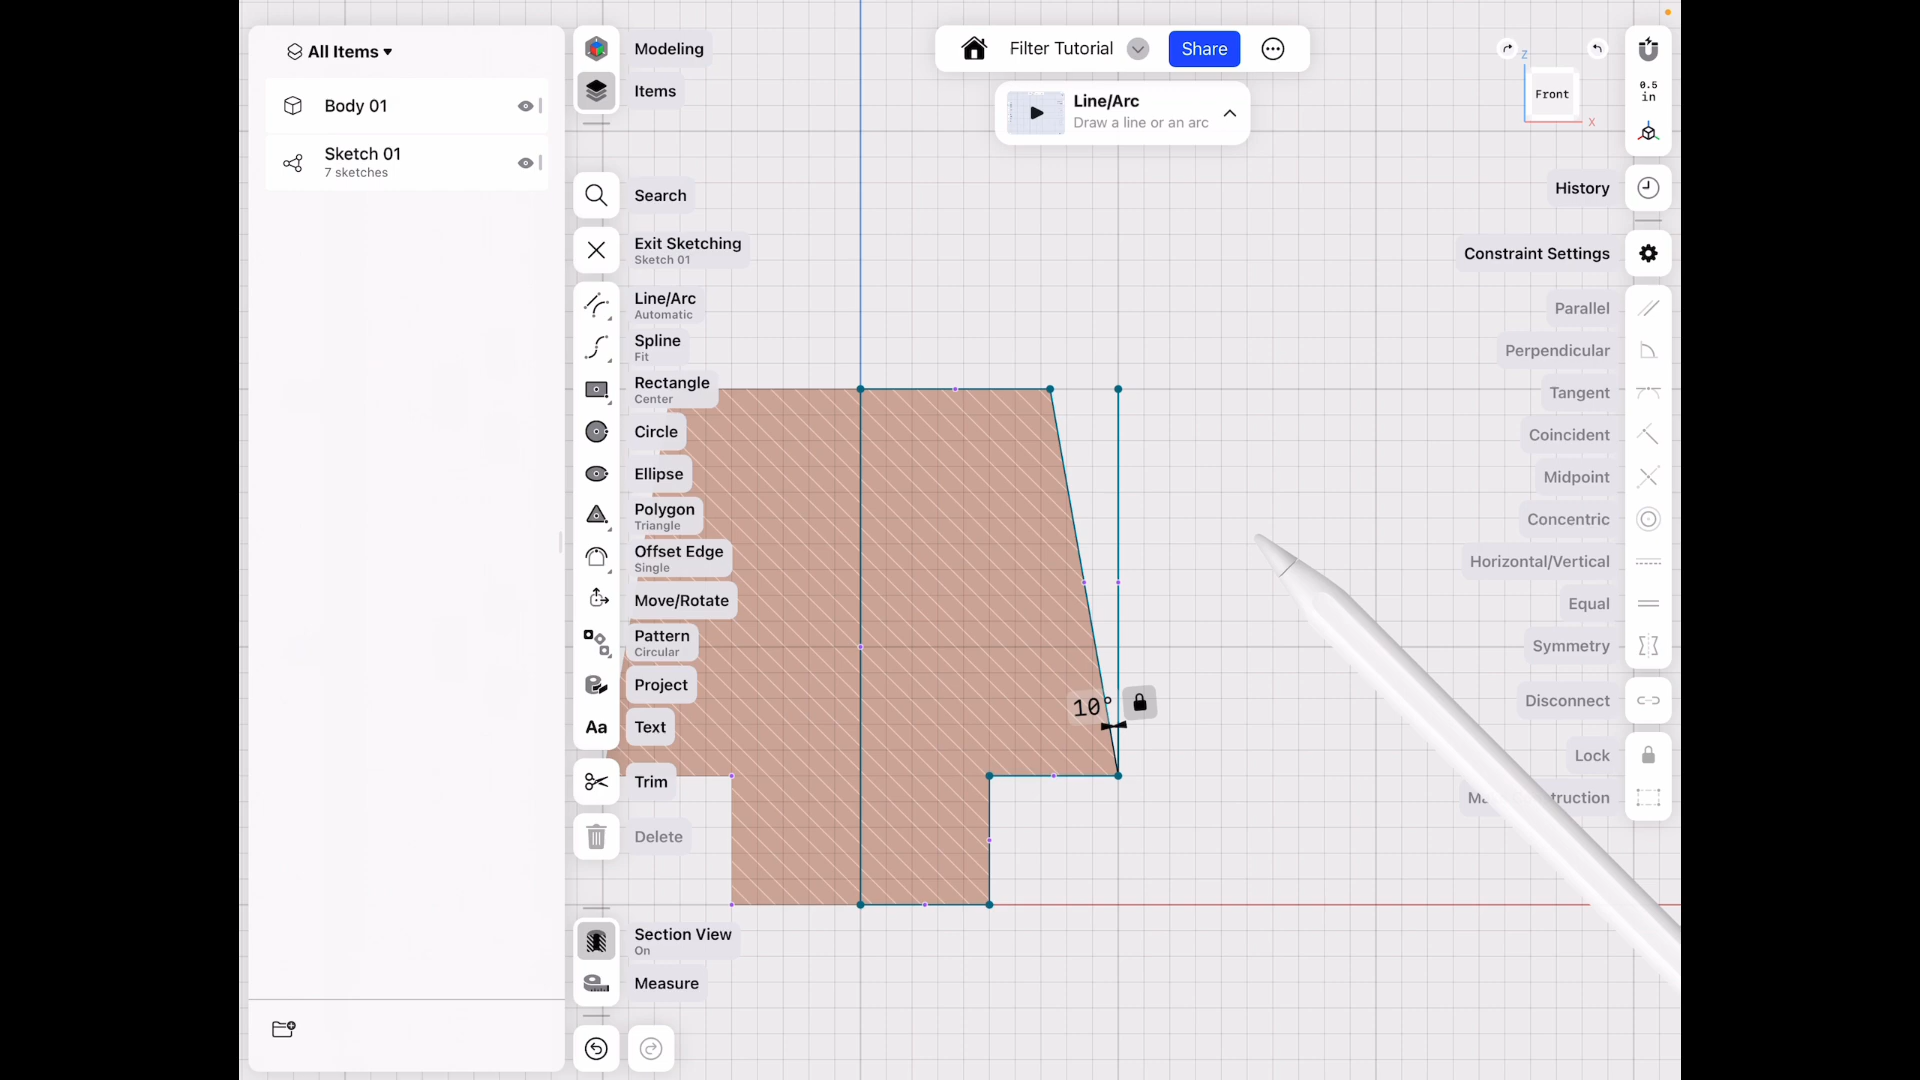 All Items
Body 01
Sketch 01
7 sketches
Modeling
Items
Search
Exit Sketching
Sketch 01
Line/Arc
Automatic
Spline
Fit
Rectangle
Center
Circle
Ellipse
Polygon
Triangle
Offset Edge
Single
Move/Rotate
Pattern
Circular
Project
Aa Text
Trim
Delete
Section View
On
Measure
Filter Tutorial
Share
Line/Arc
Draw a line or an arc
10°
Z
Front
X
0.5
in
History
Constraint Settings
Parallel
Perpendicular
Tangent
Coincident
Midpoint
Concentric
Horizontal/Vertical
Equal
Symmetry
Disconnect
Lock